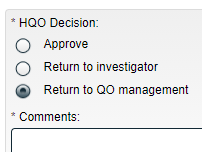 * HQO Decision:
Approve
Return to investigator
Return to QO management
* Comments: